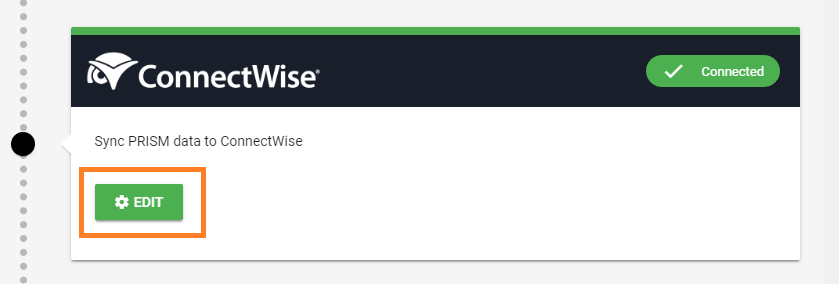 ConnectWise®
Connected
Sync PRISM data to ConnectWise
EDIT